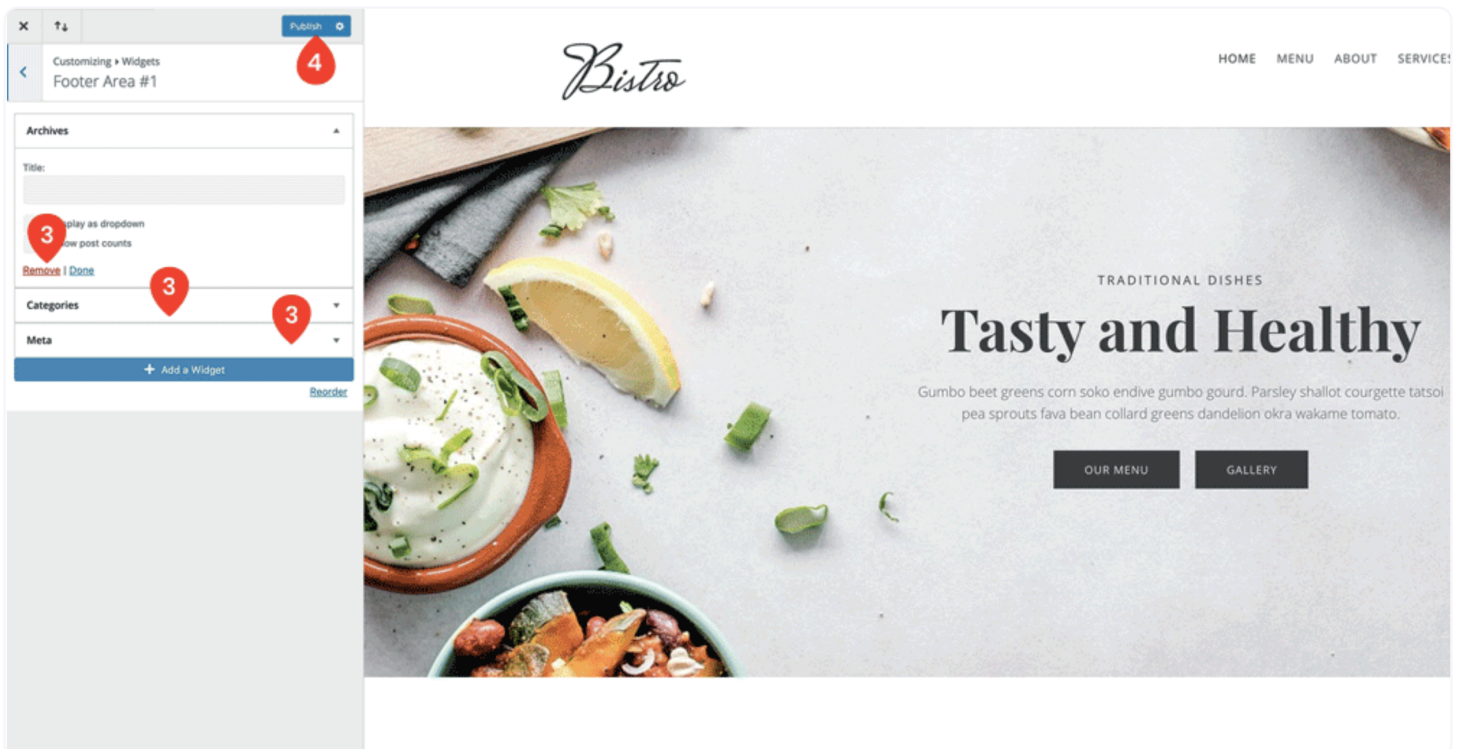 Publish
4
Customizing ▸ Widgets
Footer Area #1
Archives
Title:
3
play as dropdown
ow post counts
Remove | Done
3
Categories
3
Meta
+ Add a Widget
Reorder
Bistro
HOME MENU ABOUT SERVICES
TRADITIONAL DISHES
Tasty and Healthy
Gumbo beet greens corn soko endive gumbo gourd. Parsley shallot courgette tatsoi
pea sprouts fava bean collard greens dandelion okra wakame tomato.
OUR MENU GALLERY